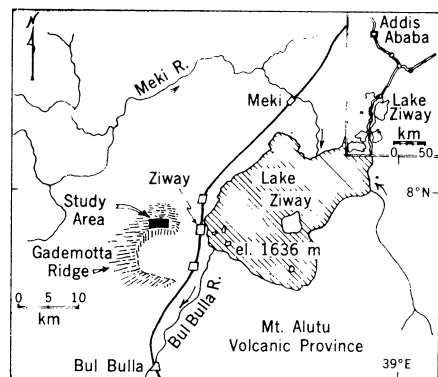 N
Addis
Ababa
Meki R.
Meki
Lake
Ziway
km
0 50
8°N
Study
Area
Ziway
Lake
Ziway
Gademotta
Ridge
el. 1636 m
0 5 10
km
Bul Bulla R.
Mt. Alutu
Volcanic Province
Bul Bulla
39°E